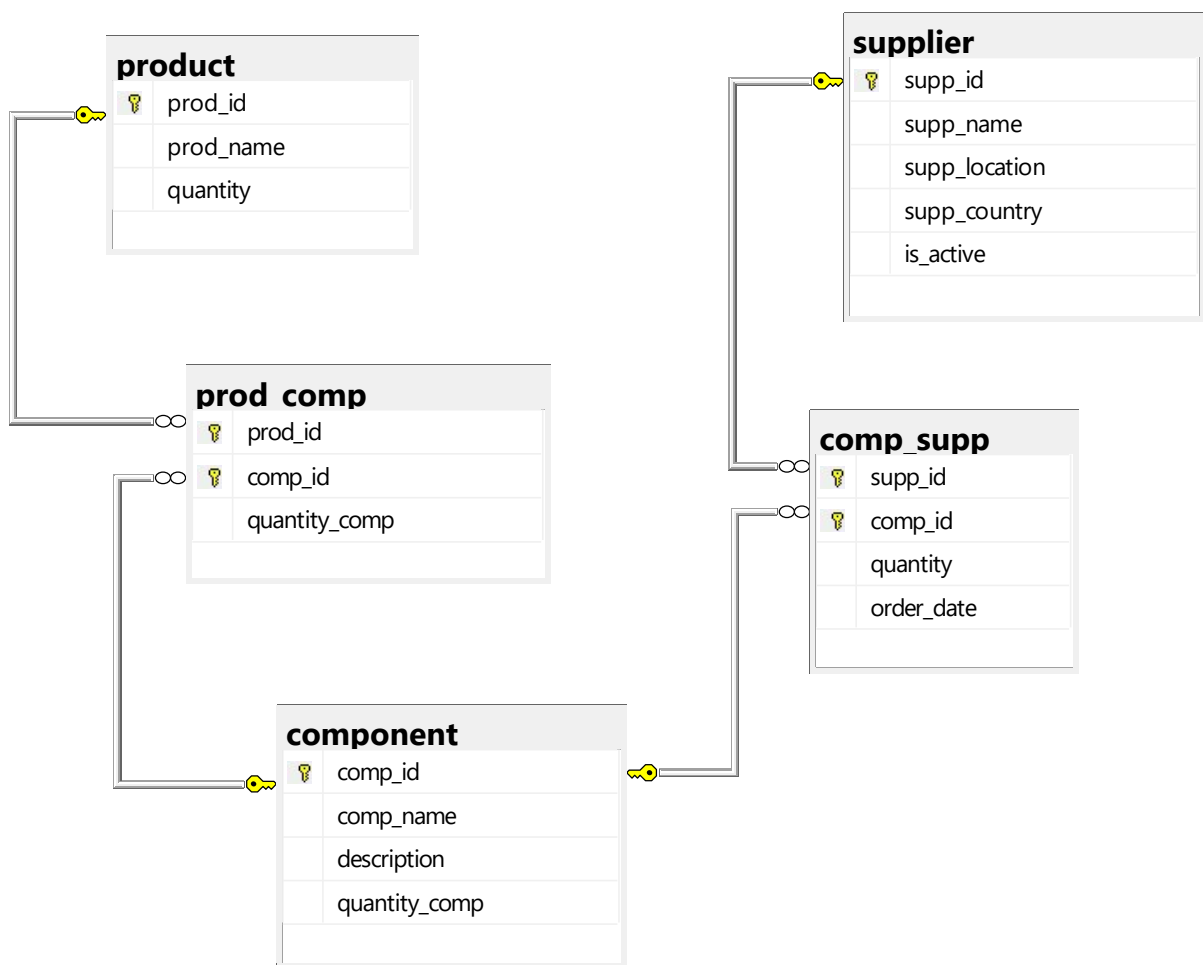 product
prod_id
prod_name
quantity
supplier
supp_id
supp_name
supp_location
supp_country
is_active
prod_comp
prod_id
comp_id
quantity_comp
comp_supp
supp_id
comp_id
quantity
order_date
component
comp_id
comp_name
description
quantity_comp